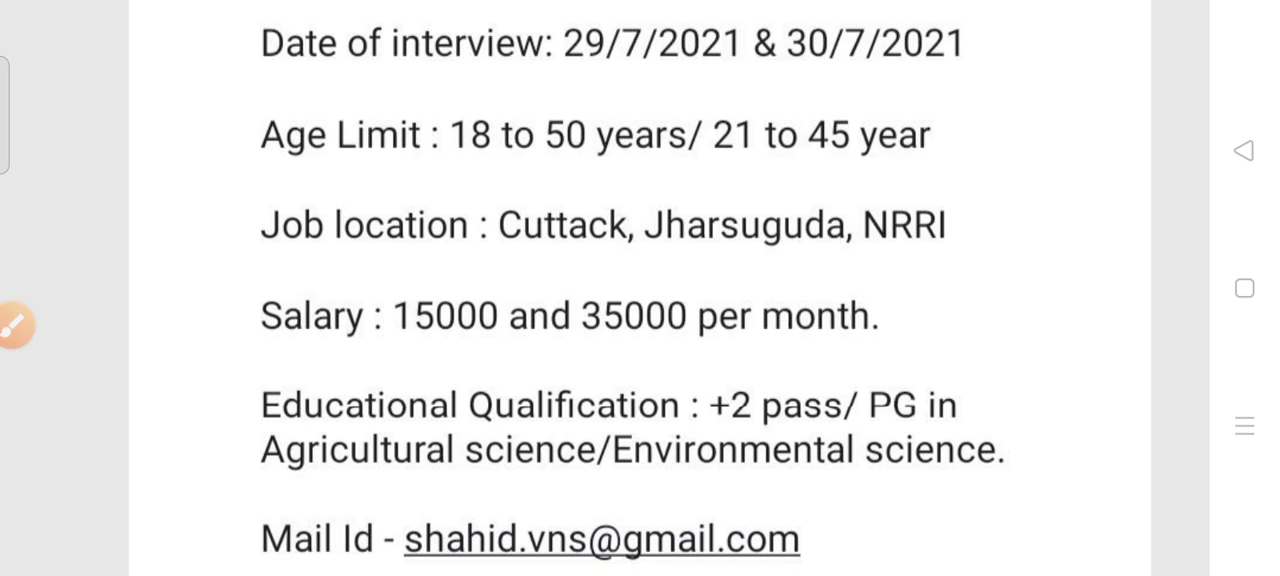 Date of interview: 29/7/2021 & 30/7/2021
Age Limit : 18 to 50 years/ 21 to 45 year
Job location : Cuttack, Jharsuguda, NRRI
Salary : 15000 and 35000 per month.
Educational Qualification : +2 pass/ PG in
Agricultural science/Environmental science.
Mail Id - shahid.vns@gmail.com